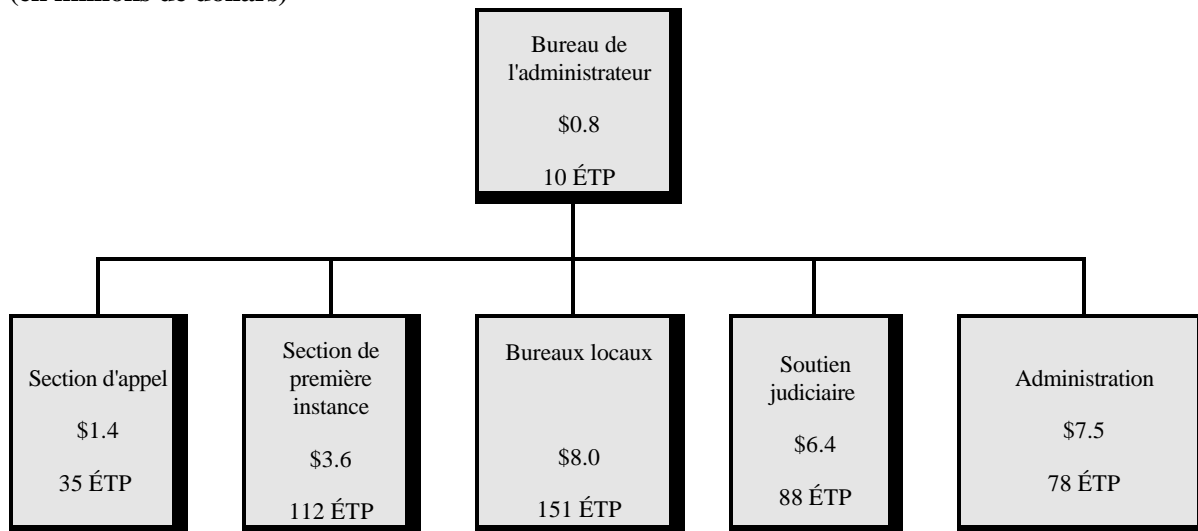 (en millions de dollars)
Bureau de
l'administrateur
$0.8
10 ÉTP
Section d'appel
$1.4
35 ÉTP
Section de
première
instance
$3.6
112 ÉTP
Bureaux locaux
$8.0
151 ÉTP
Soutien
judiciaire
$6.4
88 ÉTP
Administration
$7.5
78 ÉTP